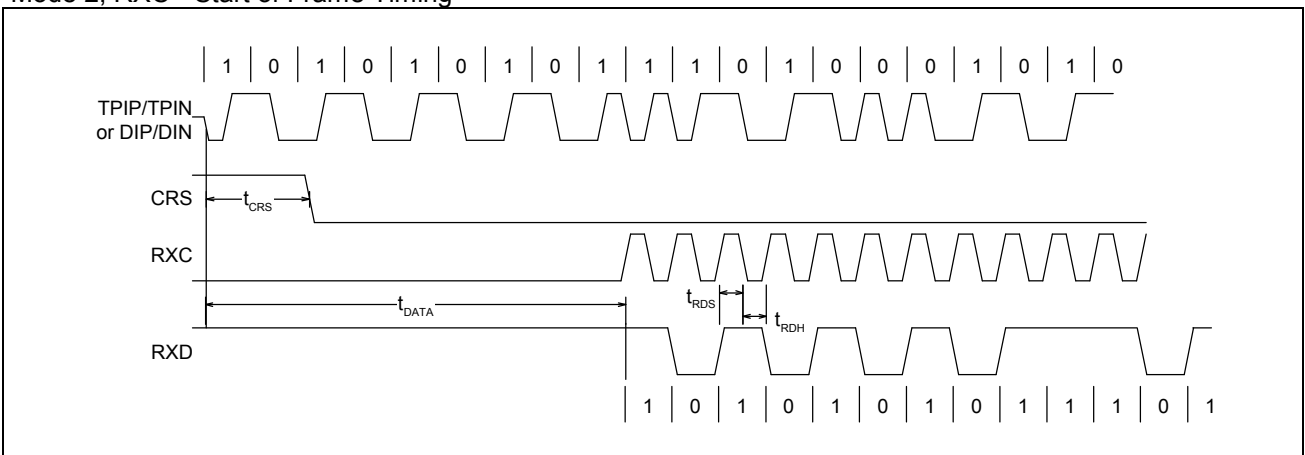 Mode 2, RXC - Start of Frame Timing
1 0 1 0 1 0 1 0 1 1 1 0 1 0 0 0 1 0 1 0
TPIP/TPIN
or DIP/DIN
CRS
tCRS
RXC
tDATA
tRDS
tRDH
RXD
1 0 1 0 1 0 1 0 1 1 1 0 1